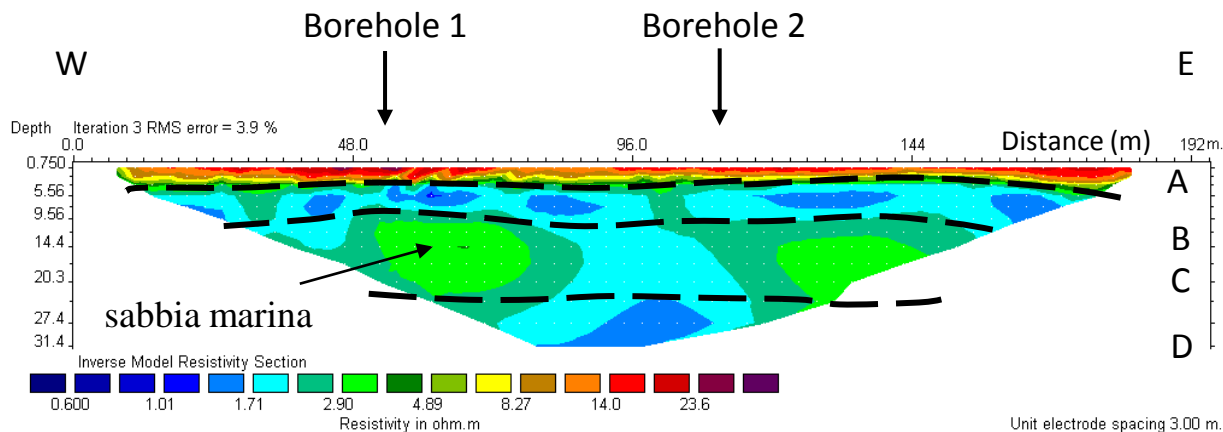 Borehole 1 Borehole 2
W E
Depth Iteration 3 RMS error = 3.9 %
0.0 48.0 96.0 144 Distance (m) 192 m.
0.750
5.56
9.56
14.4
20.3
27.4
31.4
A
B
C
D
sabbia marina
Inverse Model Resistivity Section
0.600 1.01 1.71 2.90 4.89 8.27 14.0 23.6
Resistivity in ohm.m
Unit electrode spacing 3.00 m.